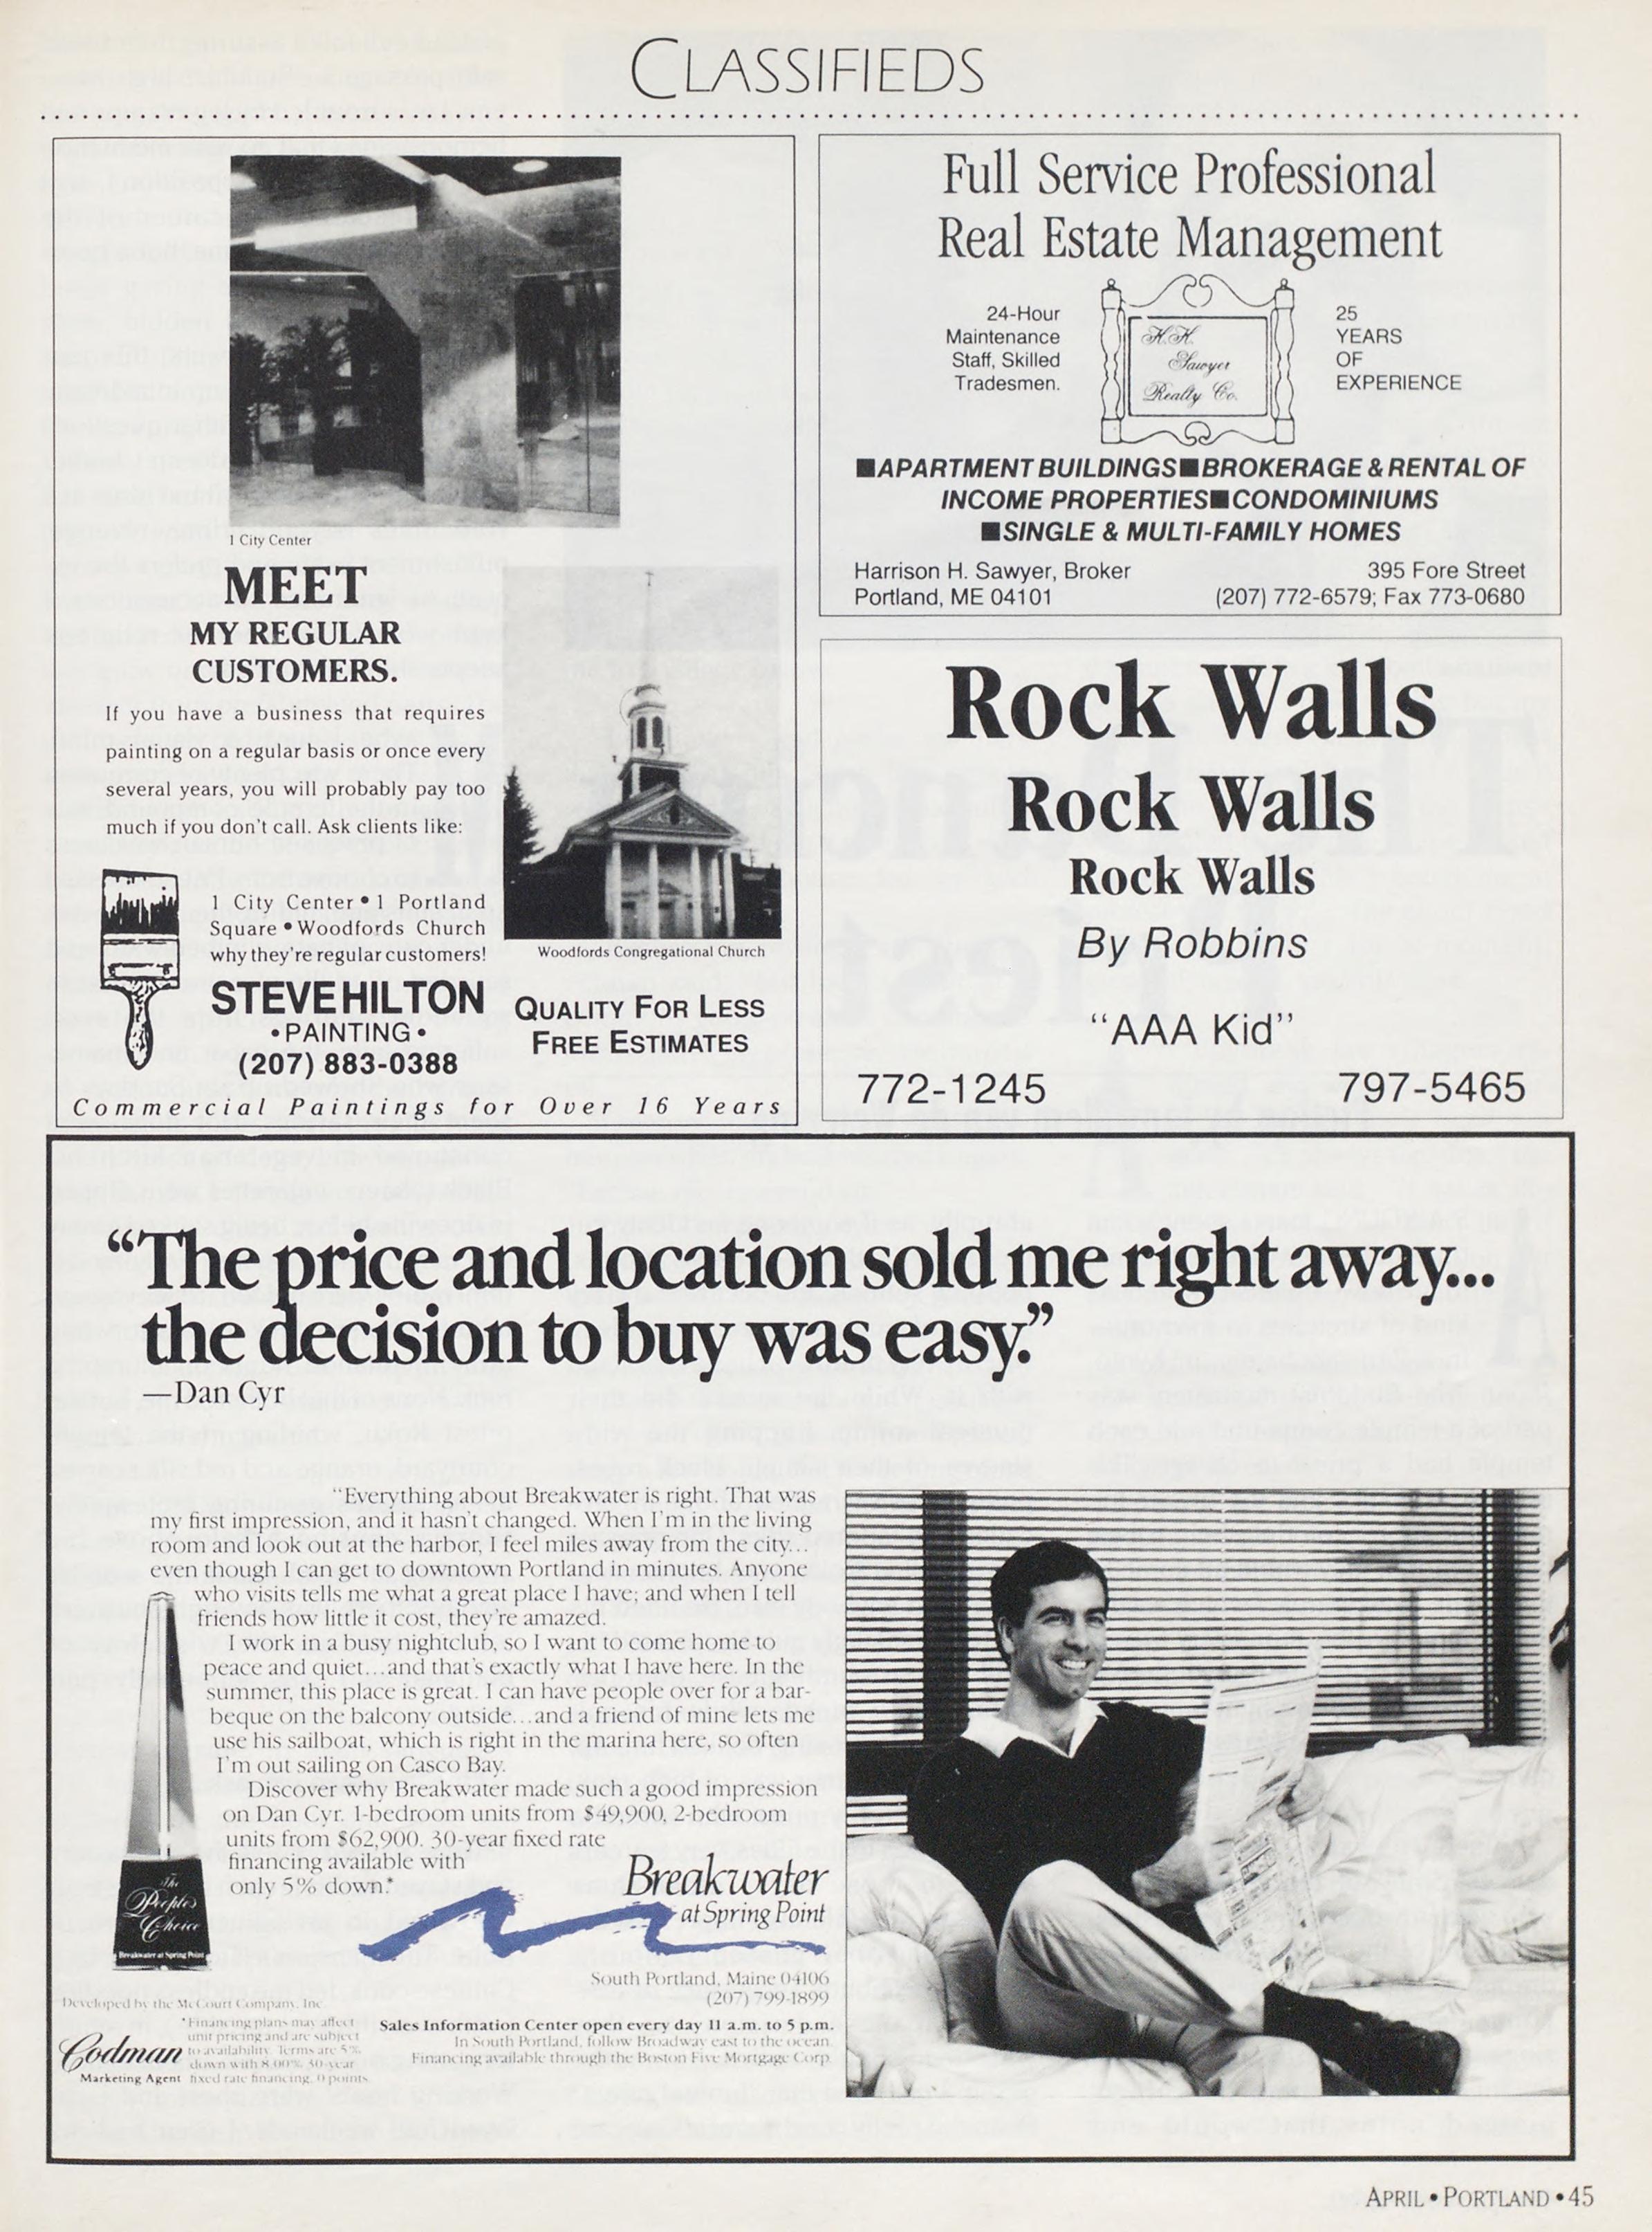 CLASSIFIEDS
1 City Center
MEET
MY REGULAR
CUSTOMERS.
If you have a business that requires
painting on a regular basis or once every
several years, you will probably pay too
much if you don't call. Ask clients like:
1 City Center • 1 Portland
Square • Woodfords Church
why they're regular customers!
Woodfords Congregational Church
STEVE HILTON
• PAINTING •
(207) 883-0388
QUALITY FOR LESS
FREE ESTIMATES
Commercial Paintings for Over 16 Years
Full Service Professional
Real Estate Management
24-Hour
Maintenance
Staff, Skilled
Tradesmen.
H.H.
Sawyer
Realty Co.
25
YEARS
OF
EXPERIENCE
■APARTMENT BUILDINGS■BROKERAGE & RENTAL OF
INCOME PROPERTIES■CONDOMINIUMS
■SINGLE & MULTI-FAMILY HOMES
Harrison H. Sawyer, Broker 395 Fore Street
Portland, ME 04101 (207) 772-6579; Fax 773-0680
Rock Walls
Rock Walls
Rock Walls
By Robbins
"AAA Kid"
772-1245 797-5465
"The price and location sold me right away...
the decision to buy was easy."
—Dan Cyr
"Everything about Breakwater is right. That was
my first impression, and it hasn't changed. When I'm in the living
room and look out at the harbor, I feel miles away from the city...
even though I can get to downtown Portland in minutes. Anyone
who visits tells me what a great place I have; and when I tell
friends how little it cost, they're amazed.
I work in a busy nightclub, so I want to come home to
peace and quiet...and that's exactly what I have here. In the
summer, this place is great. I can have people over for a bar-
beque on the balcony outside...and a friend of mine lets me
use his sailboat, which is right in the marina here, so often
I'm out sailing on Casco Bay.
Discover why Breakwater made such a good impression
on Dan Cyr. 1-bedroom units from $49,900, 2-bedroom
units from $62,900. 30-year fixed rate
financing available with
only 5% down.*
The
Peoples
Choice
Breakwater at Spring Point
Breakwater
at Spring Point
South Portland, Maine 04106
(207) 799-1899
Developed by the McCourt Company, Inc
*Financing plans may affect
unit pricing and are subject
to availability. Terms are 5%
down with 8.00% 30-year
fixed rate financing, 0 points
Codman
Marketing Agent
Sales Information Center open every day 11 a.m. to 5 p.m.
In South Portland, follow Broadway east to the ocean.
Financing available through the Boston Five Mortgage Corp.
APRIL • PORTLAND • 45